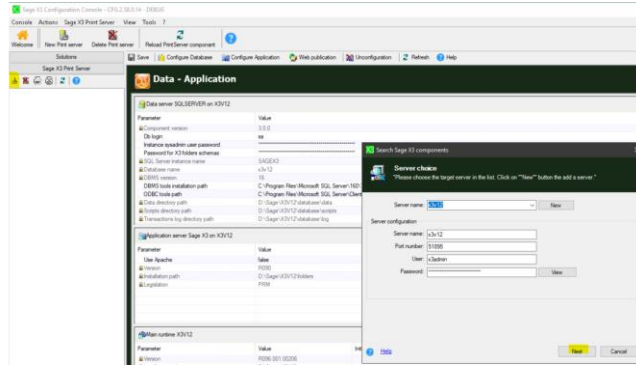 Sage X3 Configuration Console - CFG.2.58.0.14 - DEBUG
Console Actions Sage X3 Print Server View Tools ?
Welcome New Print server Delete Print server Reload PrintServer component
Solutions
Sage X3 Print Server
Save Configure Database Configure Application Web publication Unconfiguration Refresh Help
Data - Application
Data server SQLSERVER on X3V12
Parameter Value
Component version 3.0.0
Db login sa
Instance sysadmin user password
Password for X3 folders schemas
SQL Server instance name SAGEX3
Database name x3v12
DBMS version 16
DBMS tools installation path C:\Program Files\Microsoft SQL Server\160\
ODBC tools path C:\Program Files\Microsoft SQL Server\Client
Data directory path D:\Sage\X3V12\database\data
Scripts directory path D:\Sage\X3V12\database\scripts
Transactions log directory path D:\Sage\X3V12\database\log
Application server Sage X3 on X3V12
Parameter Value
Use Apache false
Version
Installation path D:\Sage\X3V12\folders
Legislation
Main runtime X3V12
Parameter Value
Version R096.001.00206
Search Sage X3 components
Server choice
"Please choose the target server in the list. Click on ""New"" button the add a server."
Server name: x3v12 New
Server configuration
Server name: x3v12
Port number: 51895
User: x3admin
Password: View
Help Next Cancel